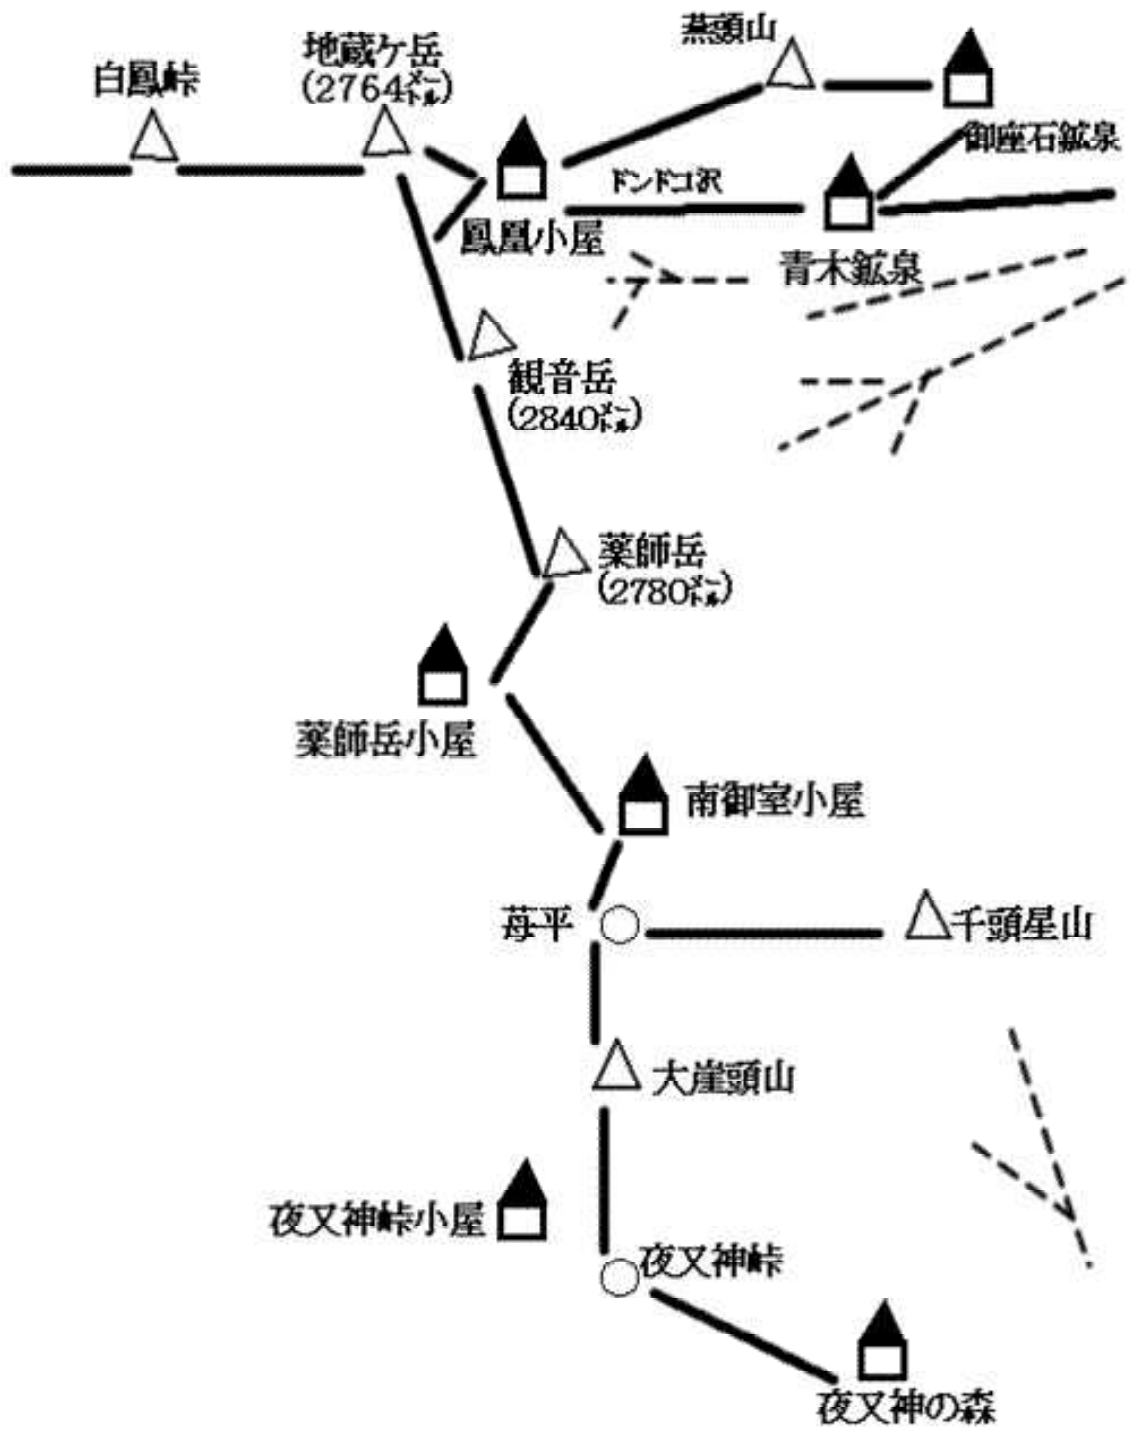 燕頭山
地蔵ケ岳
(2764㍍)
白鳳峠
御座石鉱泉
ドンドコ沢
鳳凰小屋
青木鉱泉
観音岳
(2840㍍)
薬師岳
(2780㍍)
薬師岳小屋
南御室小屋
苺平
千頭星山
大崖頭山
夜叉神峠小屋
夜叉神峠
夜叉神の森